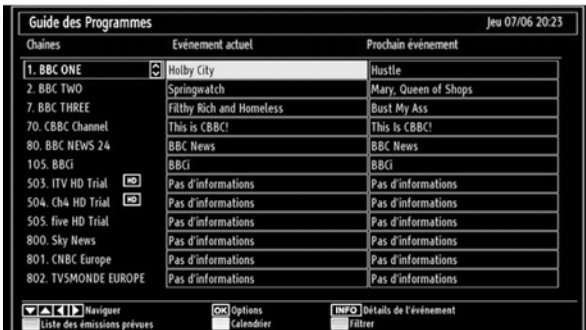 Guide des Programmes Jeu 07/06 20:23
Chaînes Evénement actuel Prochain événement
1. BBC ONE Holby City Hustle
2. BBC TWO Springwatch Mary, Queen of Shops
7. BBC THREE Filthy Rich and Homeless Bust My Ass
70. CBBC Channel This is CBBC! This Is CBBC!
80. BBC NEWS 24 BBC News BBC News
105. BBCi BBCi BBCi
503. ITV HD Trial HD Pas d'informations Pas d'informations
504. Ch4 HD Trial HD Pas d'informations Pas d'informations
505. five HD Trial Pas d'informations Pas d'informations
800. Sky News Pas d'informations Pas d'informations
801. CNBC Europe Pas d'informations Pas d'informations
802. TV5MONDE EUROPE Pas d'informations Pas d'informations
Naviguer OK Options INFO Détails de l'événement
Liste des émissions prévues Calendrier Filtrer